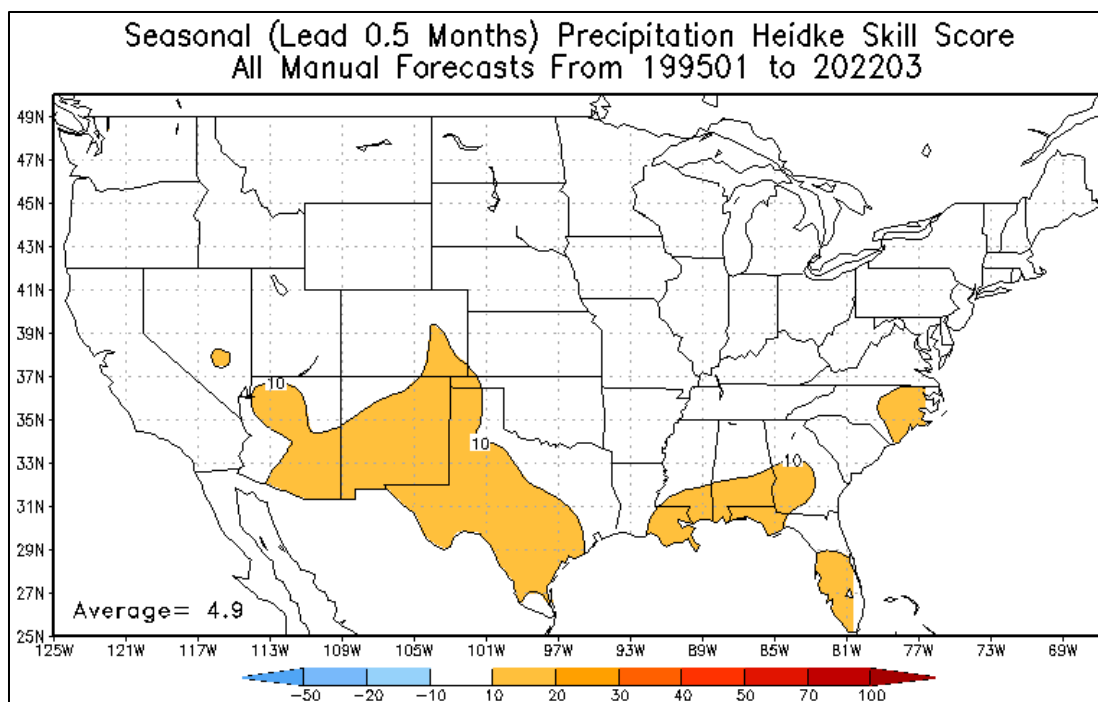 Seasonal (Lead 0.5 Months) Precipitation Heidke Skill Score
All Manual Forecasts From 199501 to 202203
49N
47N
45N
43N
41N
39N
37N
35N
33N
31N
29N
27N
25N
10
10
10
10
Average= 4.9
125W 121W 117W 113W 109W 105W 101W 97W 93W 89W 85W 81W 77W 73W 69W
-50 -20 -10 10 20 30 40 50 70 100